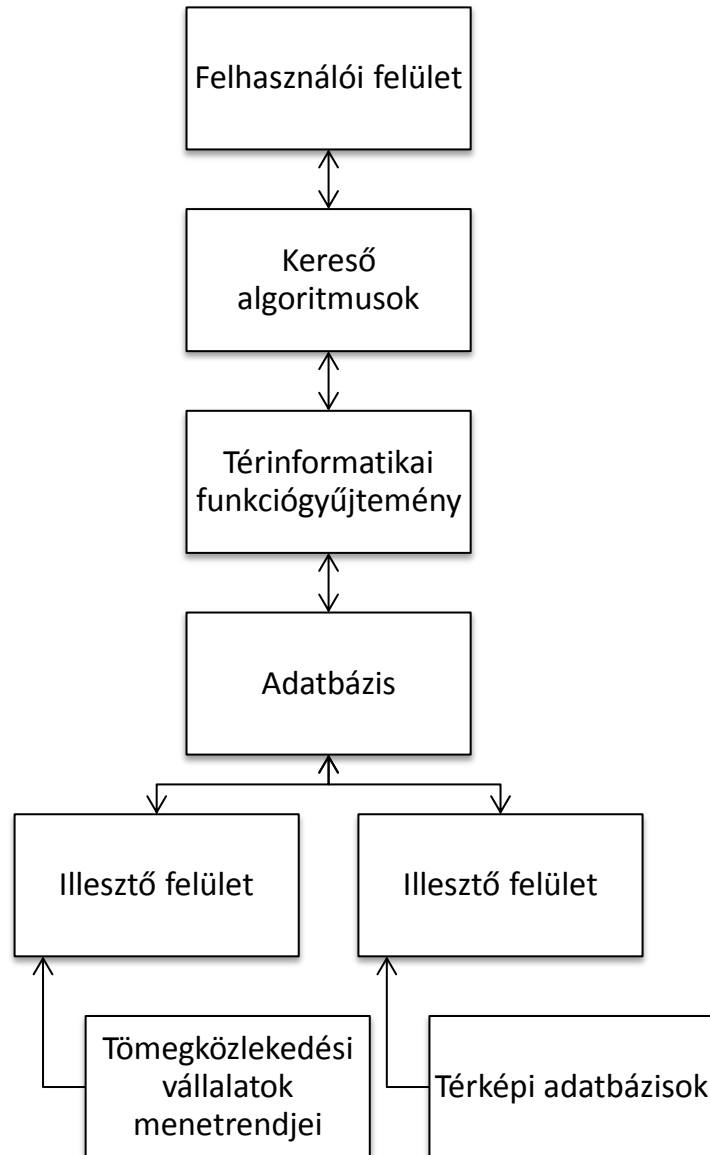 Felhasználói felület
Kereső
algoritmusok
Térinformatikai
funkciógyűjtemény
Adatbázis
Illesztő felület
Illesztő felület
Tömegközlekedési
vállalatok
menetrendjei
Térképi adatbázisok